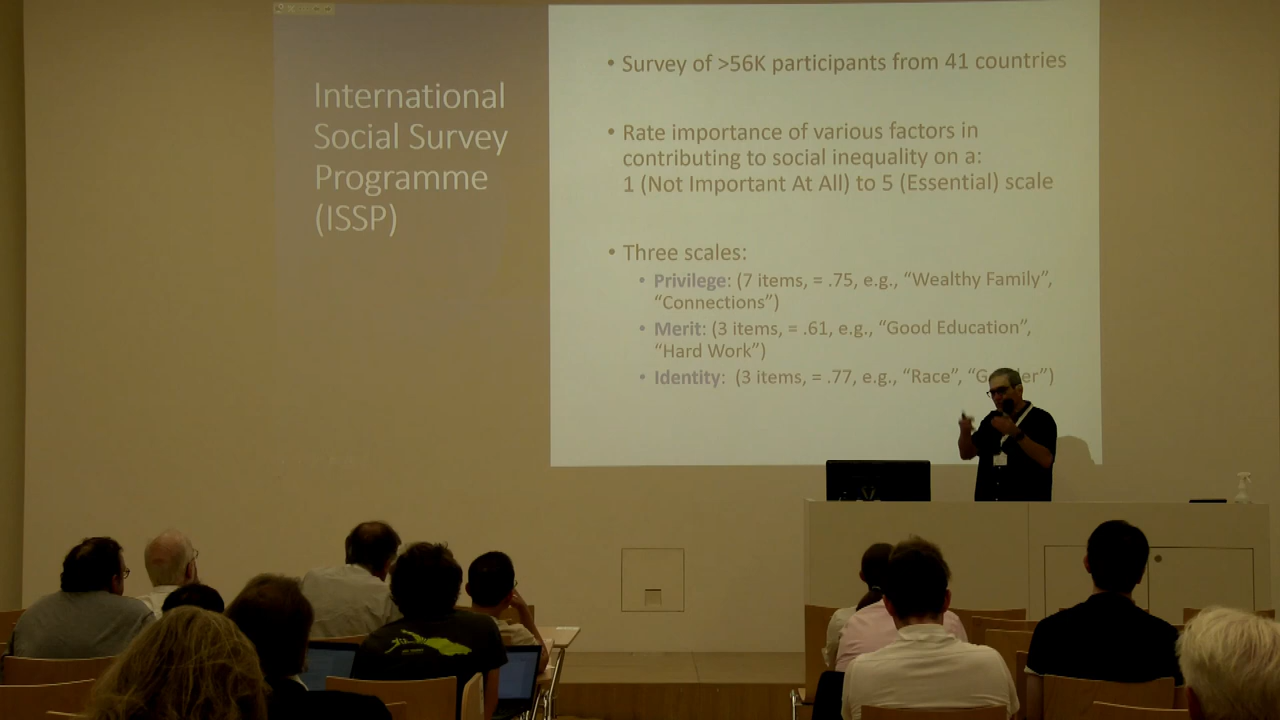 International
Social Survey
Programme
(ISSP)
• Survey of >56K participants from 41 countries
• Rate importance of various factors in
contributing to social inequality on a:
1 (Not Important At All) to 5 (Essential) scale
• Three scales:
• Privilege: (7 items, = .75, e.g., “Wealthy Family”,
“Connections”)
• Merit: (3 items, = .61, e.g., “Good Education”,
“Hard Work”)
• Identity: (3 items, = .77, e.g., “Race”,